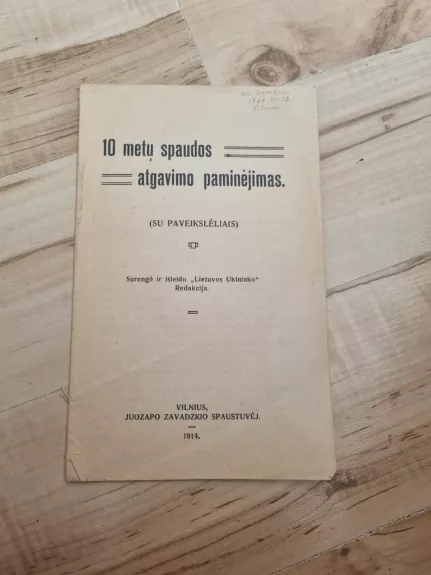 10 metų spaudos
atgavimo paminėjimas.
(SU PAVEIKSLĖLIAIS)
Surengė ir išleido „Lietuvos Ukininko“
Redakcija.
VILNIUS,
JUOZAPO ZAVADZKIO SPAUSTUVĖJ.
1914.